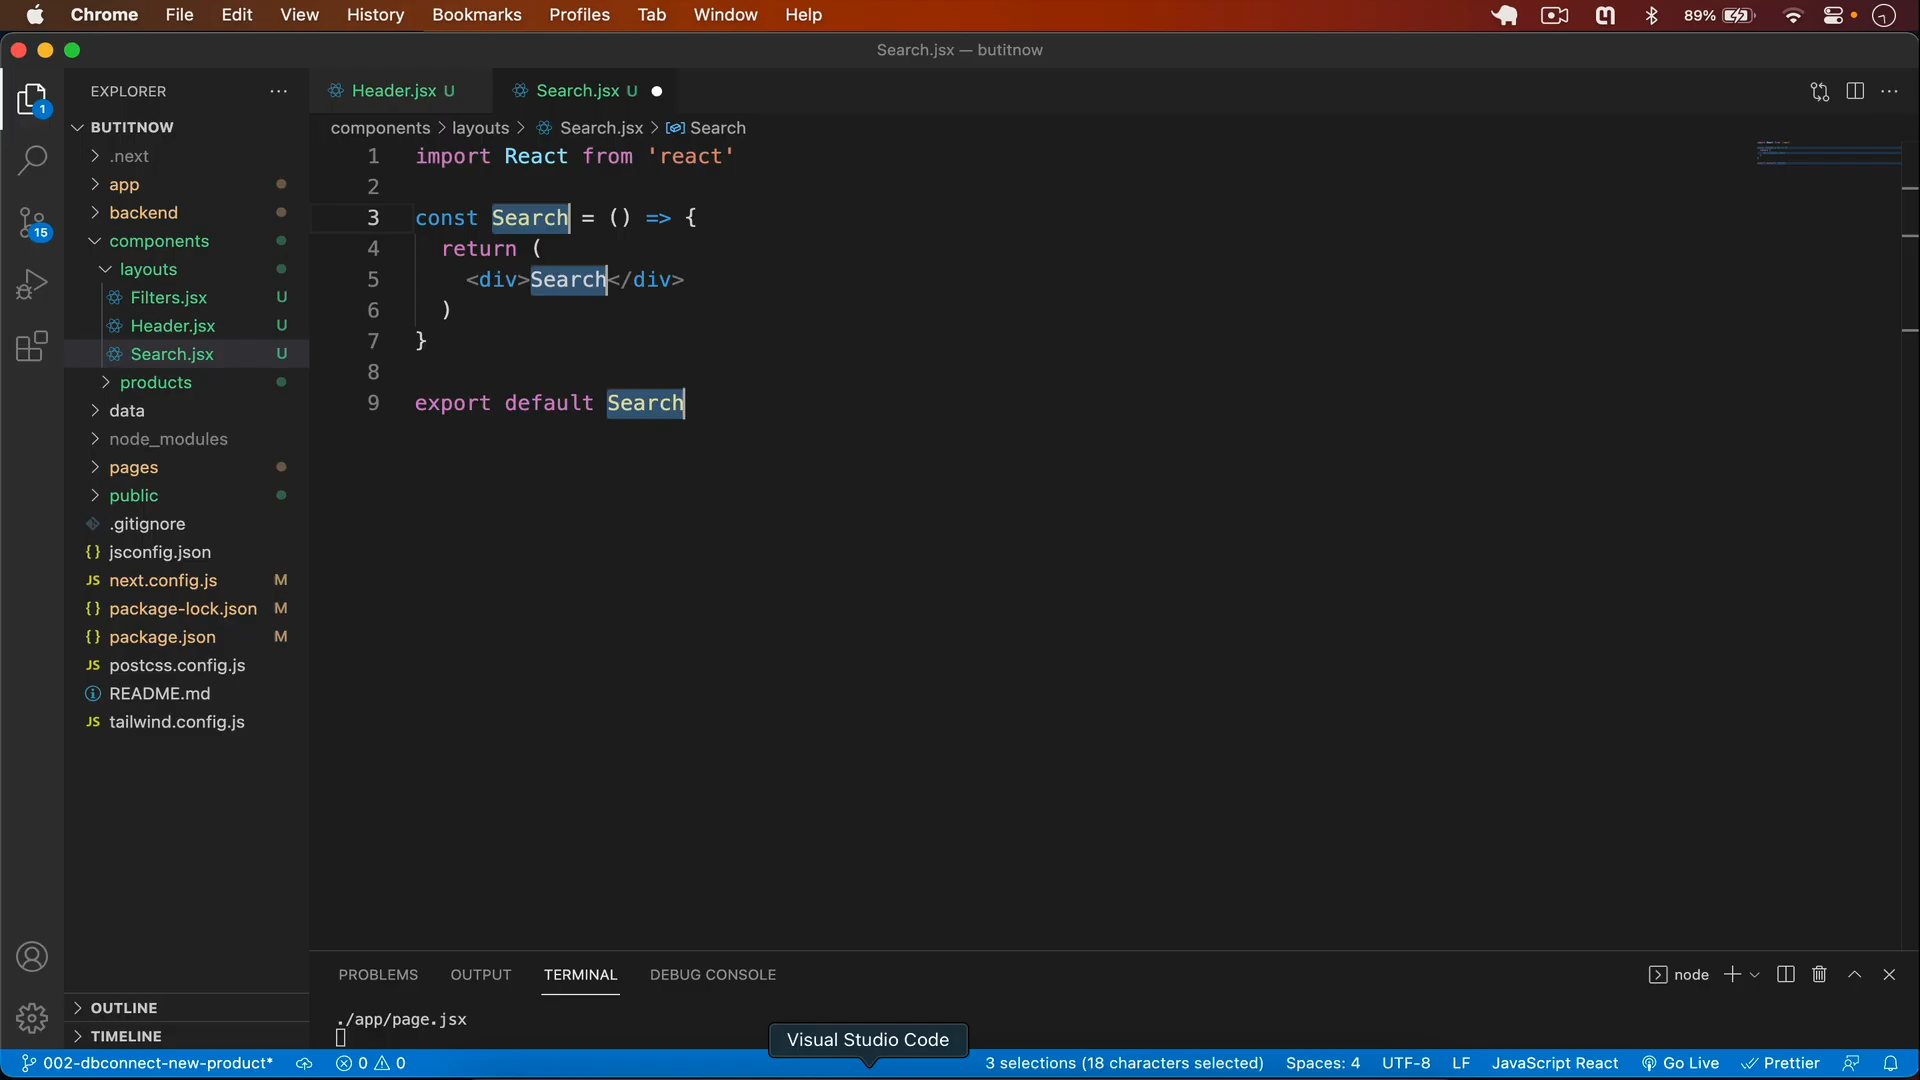 Chrome File Edit View History Bookmarks Profiles Tab Window Help 89%
Search.jsx — butitnow
EXPLORER
Header.jsx U Search.jsx U
components > layouts > Search.jsx > Search
1
BUTITNOW
.next
app
backend
15
components
layouts
Filters.jsx U
Header.jsx U
Search.jsx U
products
data
node_modules
pages
public
.gitignore
jsconfig.json
next.config.js M
package-lock.json M
package.json M
postcss.config.js
README.md
tailwind.config.js
OUTLINE
TIMELINE
1 import React from 'react'
2
3 const Search = () => {
4 return (
5 <div>Search</div>
6 )
7 }
8
9 export default Search
PROBLEMS OUTPUT TERMINAL DEBUG CONSOLE node
./app/page.jsx
Visual Studio Code
002-dbconnect-new-product* 0 0 3 selections (18 characters selected) Spaces: 4 UTF-8 LF JavaScript React Go Live Prettier